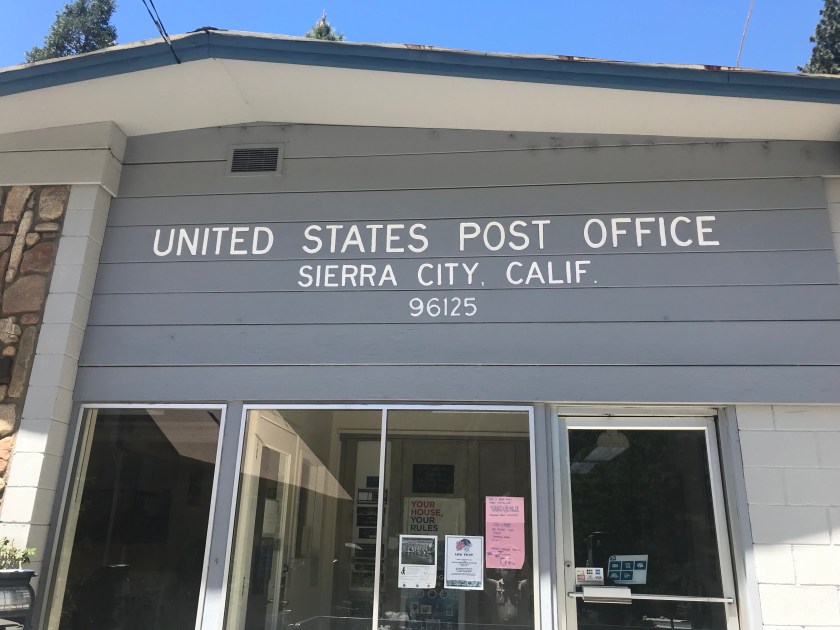 UNITED STATES POST OFFICE
SIERRA CITY, CALIF.
96125
YOUR
HOUSE,
YOUR
RULES